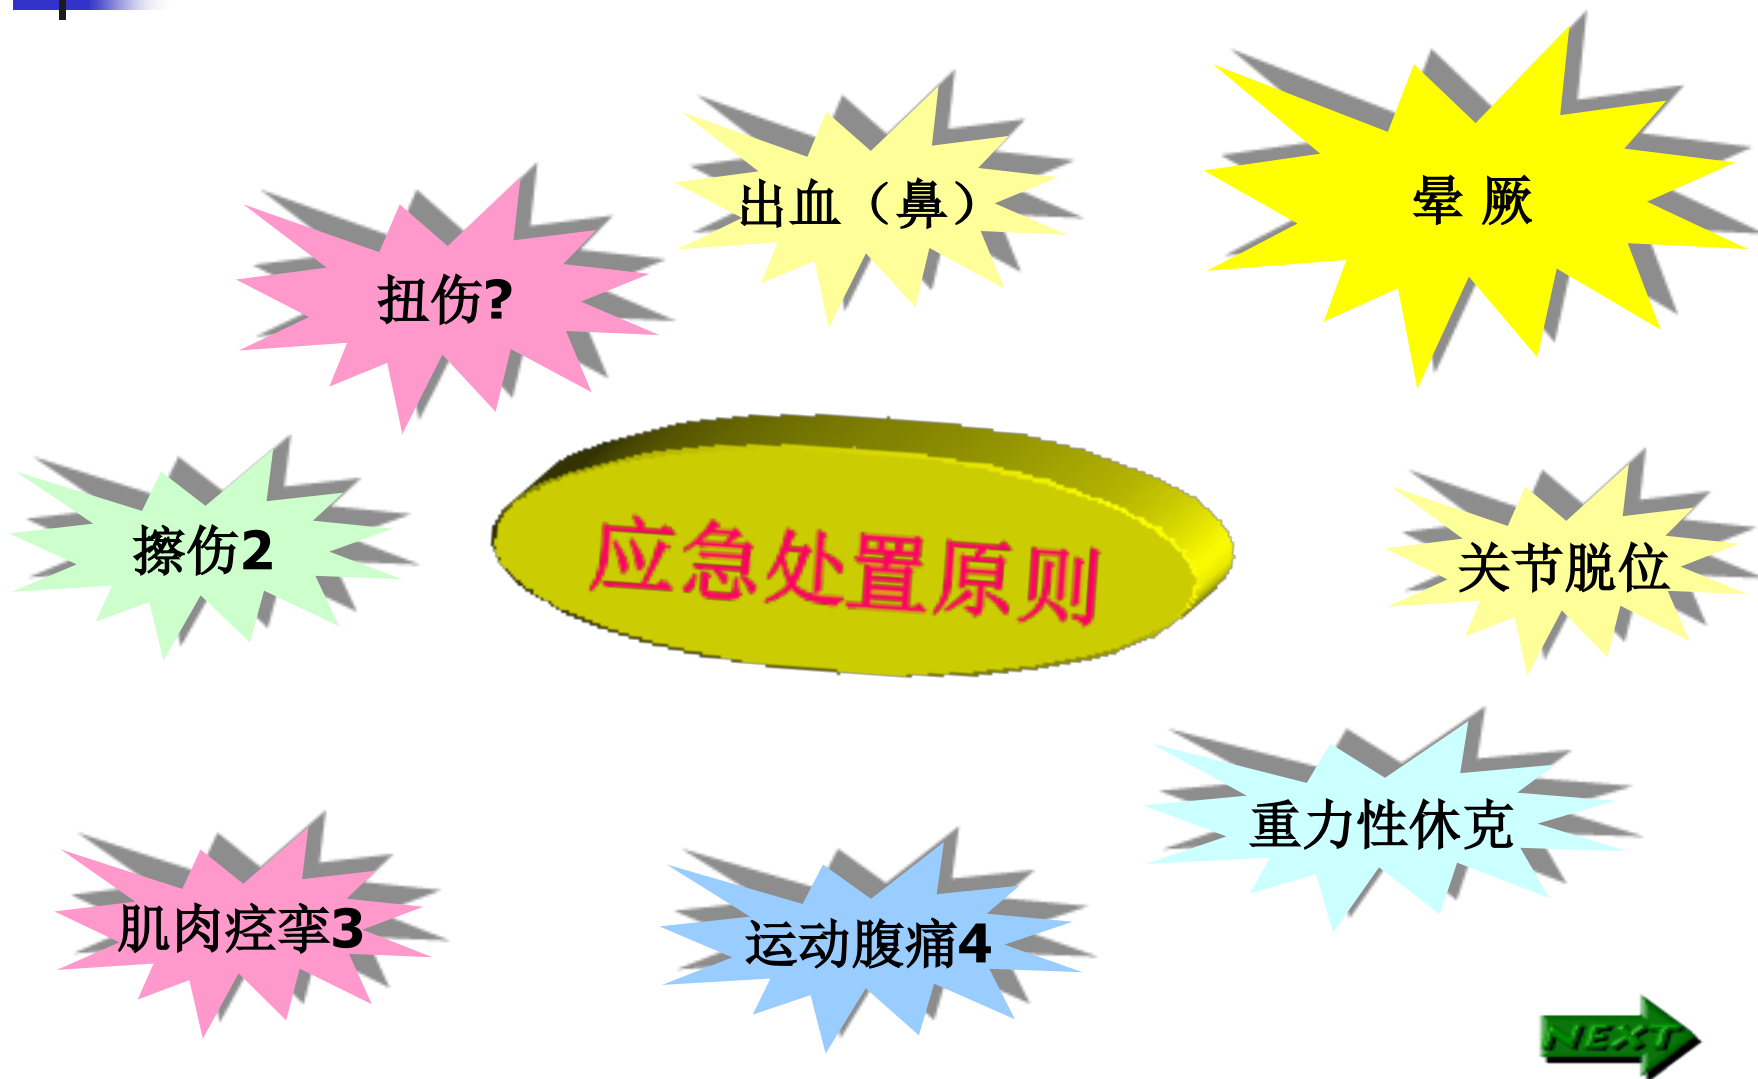 出血（鼻）
晕 厥
扭伤?
应急处置原则
擦伤2
关节脱位
重力性休克
肌肉痉挛3
运动腹痛4
NEXT